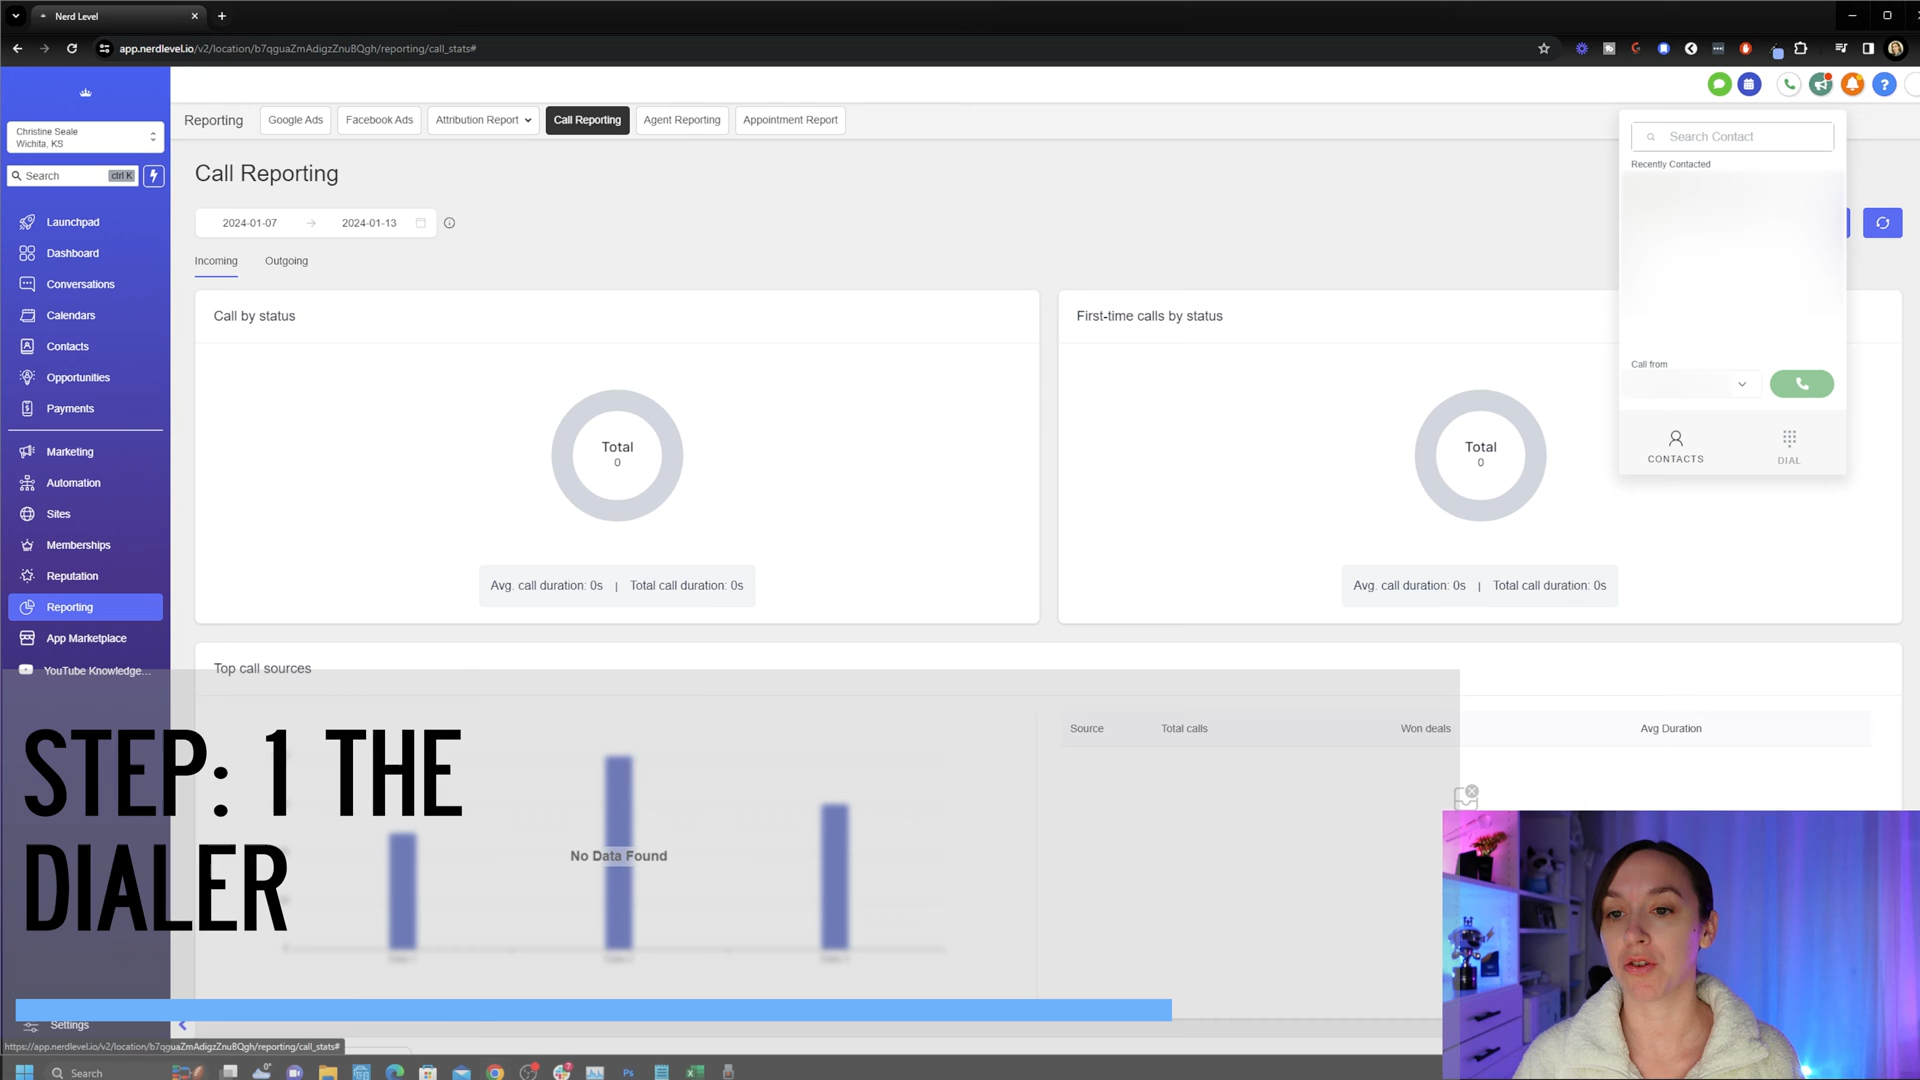 Nerd Level
app.nerdlevel.io/v2/location/b7qguaZmAdigzZnuBQgh/reporting/call_stats#
Christine Seale
Wichita, KS
Search
ctrl K
Launchpad
Dashboard
Conversations
Calendars
Contacts
Opportunities
Payments
Marketing
Automation
Sites
Memberships
Reputation
Reporting
App Marketplace
YouTube Knowledge...
Settings
Reporting
Google Ads
Facebook Ads
Attribution Report
Call Reporting
Agent Reporting
Appointment Report
Call Reporting
2024-01-07
2024-01-13
Incoming
Outgoing
Call by status
Total
0
Avg. call duration: 0s | Total call duration: 0s
First-time calls by status
Total
0
Avg. call duration: 0s | Total call duration: 0s
Search Contact
Recently Contacted
Call from
CONTACTS
DIAL
Top call sources
Source
Total calls
Won deals
Avg Duration
No Data Found
STEP: 1 THE
DIALER
https://app.nerdlevel.io/v2/location/b7qguaZmAdigzZnuBQgh/reporting/call_stats#
Search